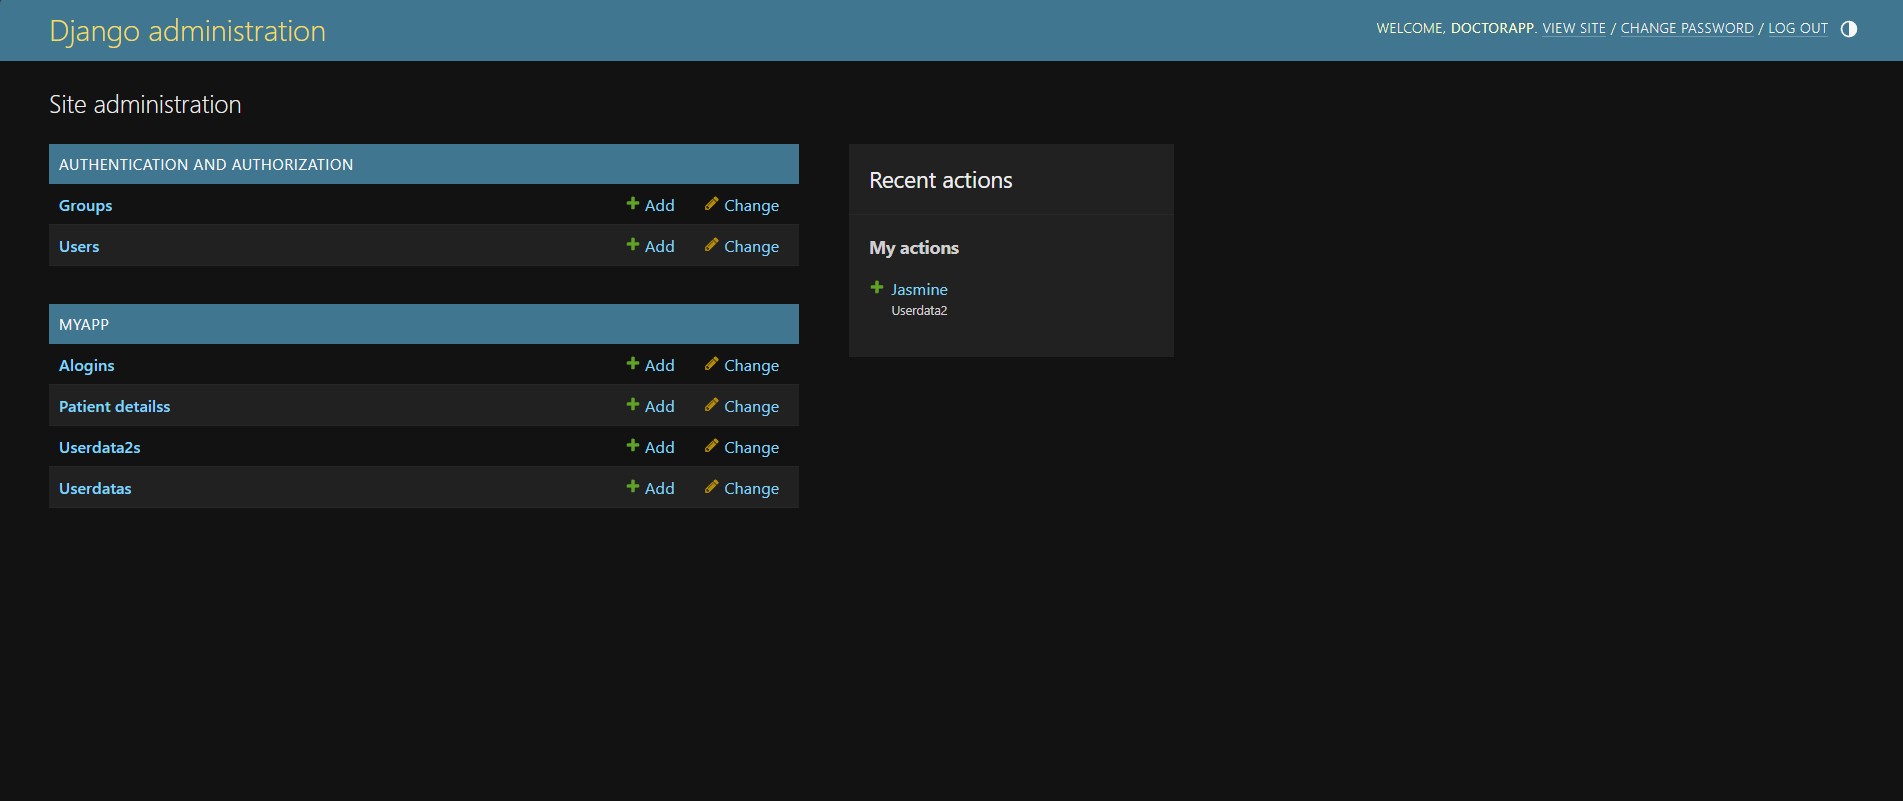 Django administration
WELCOME, DOCTORAPP. VIEW SITE / CHANGE PASSWORD / LOG OUT
Site administration
AUTHENTICATION AND AUTHORIZATION
Groups Add Change
Users Add Change
MYAPP
Alogins Add Change
Patient detailss Add Change
Userdata2s Add Change
Userdatas Add Change
Recent actions
My actions
Jasmine
Userdata2